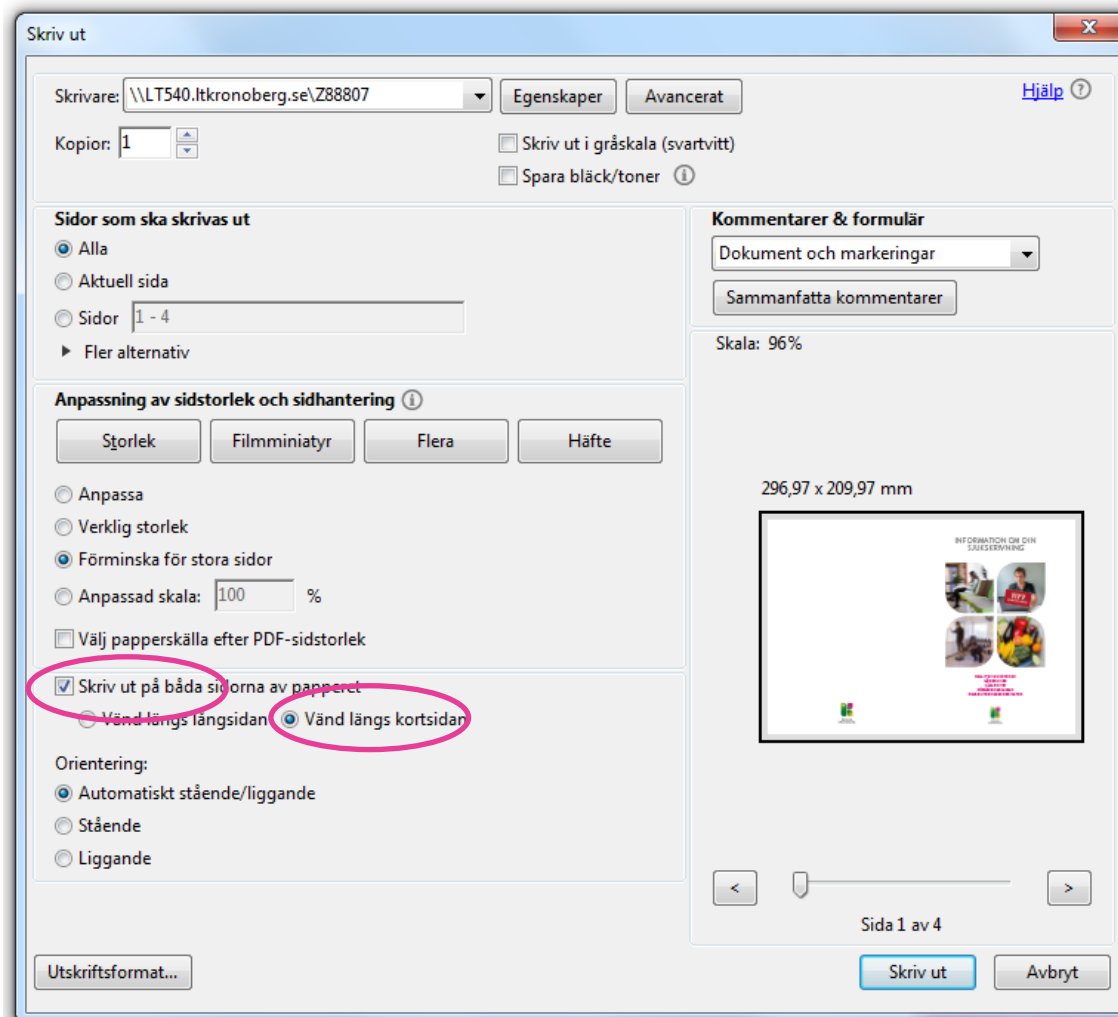 Skriv ut
Skrivare: \\LT540.ltkronoberg.se\Z88807 Egenskaper Avancerat Hjälp ?
Kopior: 1
Skriv ut i gråskala (svartvitt)
Spara bläck/toner
Sidor som ska skrivas ut
Alla
Aktuell sida
Sidor 1 - 4
Fler alternativ
Kommentarer & formulär
Dokument och markeringar
Sammanfatta kommentarer
Skala: 96%
Anpassning av sidstorlek och sidhantering
Storlek Filmminiatyr Flera Häfte
Anpassa
Verklig storlek
Förminska för stora sidor
Anpassad skala: 100 %
Välj papperskälla efter PDF-sidstorlek
Skriv ut på båda sidorna av papperet
Vänd längs långsidan Vänd längs kortsidan
Orientering:
Automatiskt stående/liggande
Stående
Liggande
296,97 x 209,97 mm
INFORMATION OM DIN
SJUKSKRIVNING
< >
Sida 1 av 4
Utskriftsformat... Skriv ut Avbryt